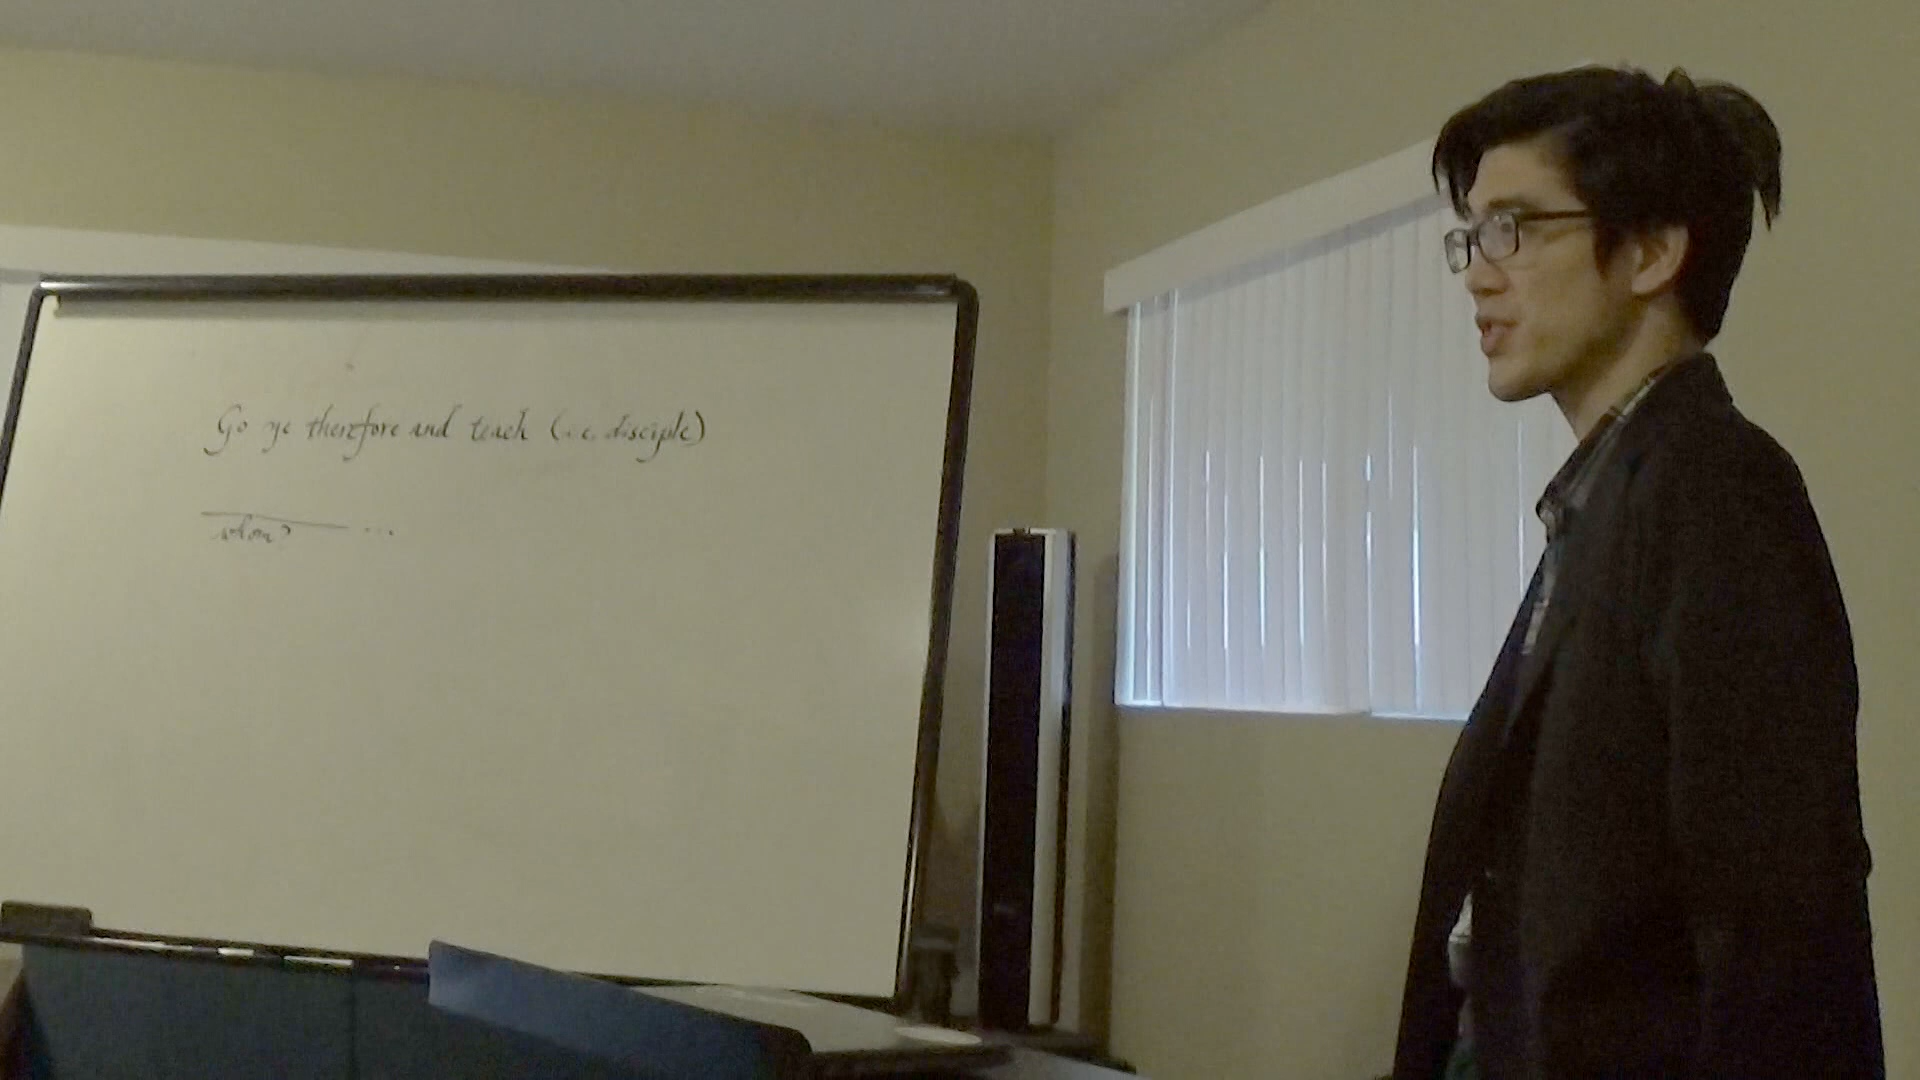 Go ye therefore and teach (i.e. disciple)
whom? ...